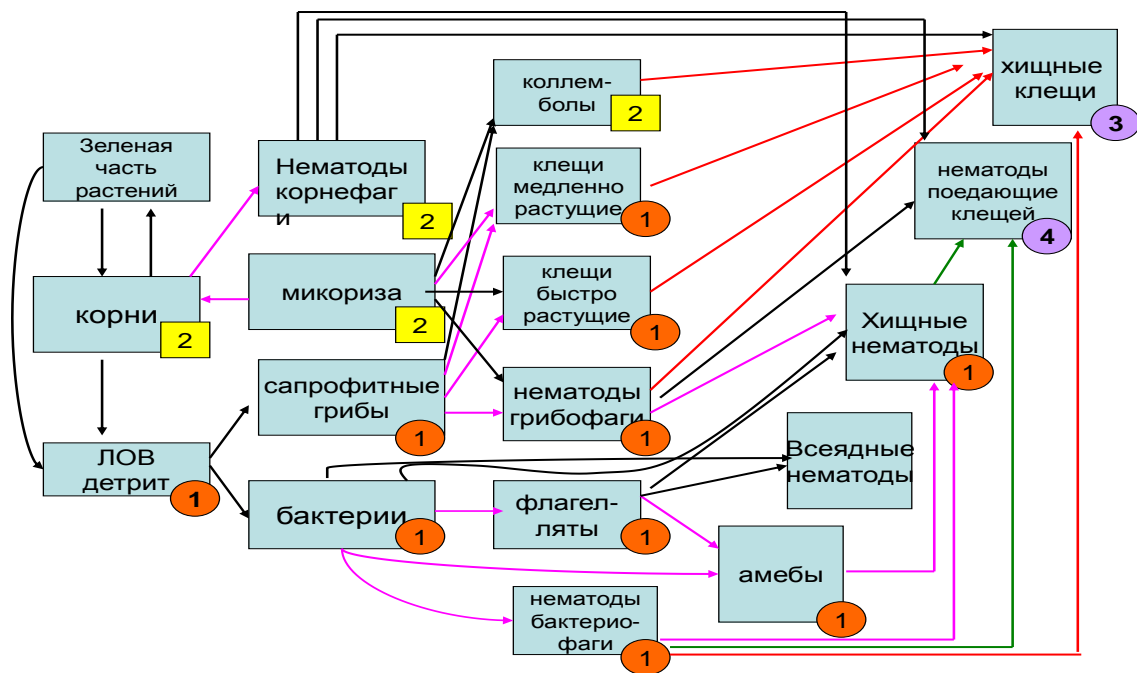 Зеленая
часть
растений
корни
2
ЛОВ
детрит
1
Нематоды
корнефаг
и
2
микориза
2
сапрофитные
грибы
1
бактерии
1
коллем-
болы
2
клещи
медленно
растущие
1
клещи
быстро
растущие
1
нематоды
грибофаги
1
флагел-
ляты
1
нематоды
бактерио-
фаги
1
амебы
1
Всеядные
нематоды
Хищные
нематоды
1
нематоды
поедающие
клещей
4
хищные
клещи
3